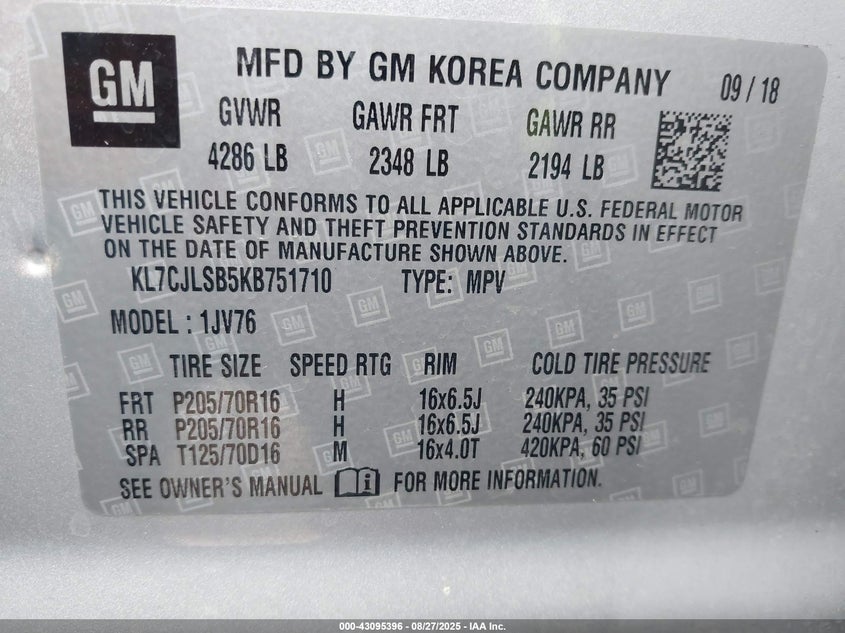 GM
MFD BY GM KOREA COMPANY 09 / 18
GVWR GAWR FRT GAWR RR
4286 LB 2348 LB 2194 LB
THIS VEHICLE CONFORMS TO ALL APPLICABLE U.S. FEDERAL MOTOR
VEHICLE SAFETY AND THEFT PREVENTION STANDARDS IN EFFECT
ON THE DATE OF MANUFACTURE SHOWN ABOVE.
KL7CJLSB5KB751710 TYPE: MPV
MODEL : 1JV76
TIRE SIZE SPEED RTG RIM COLD TIRE PRESSURE
FRT P205/70R16 H 16x6.5J 240KPA, 35 PSI
RR P205/70R16 H 16x6.5J 240KPA, 35 PSI
SPA T125/70D16 M 16x4.0T 420KPA, 60 PSI
SEE OWNER'S MANUAL i FOR MORE INFORMATION.
000-43095396 - 08/27/2025 - IAA Inc.